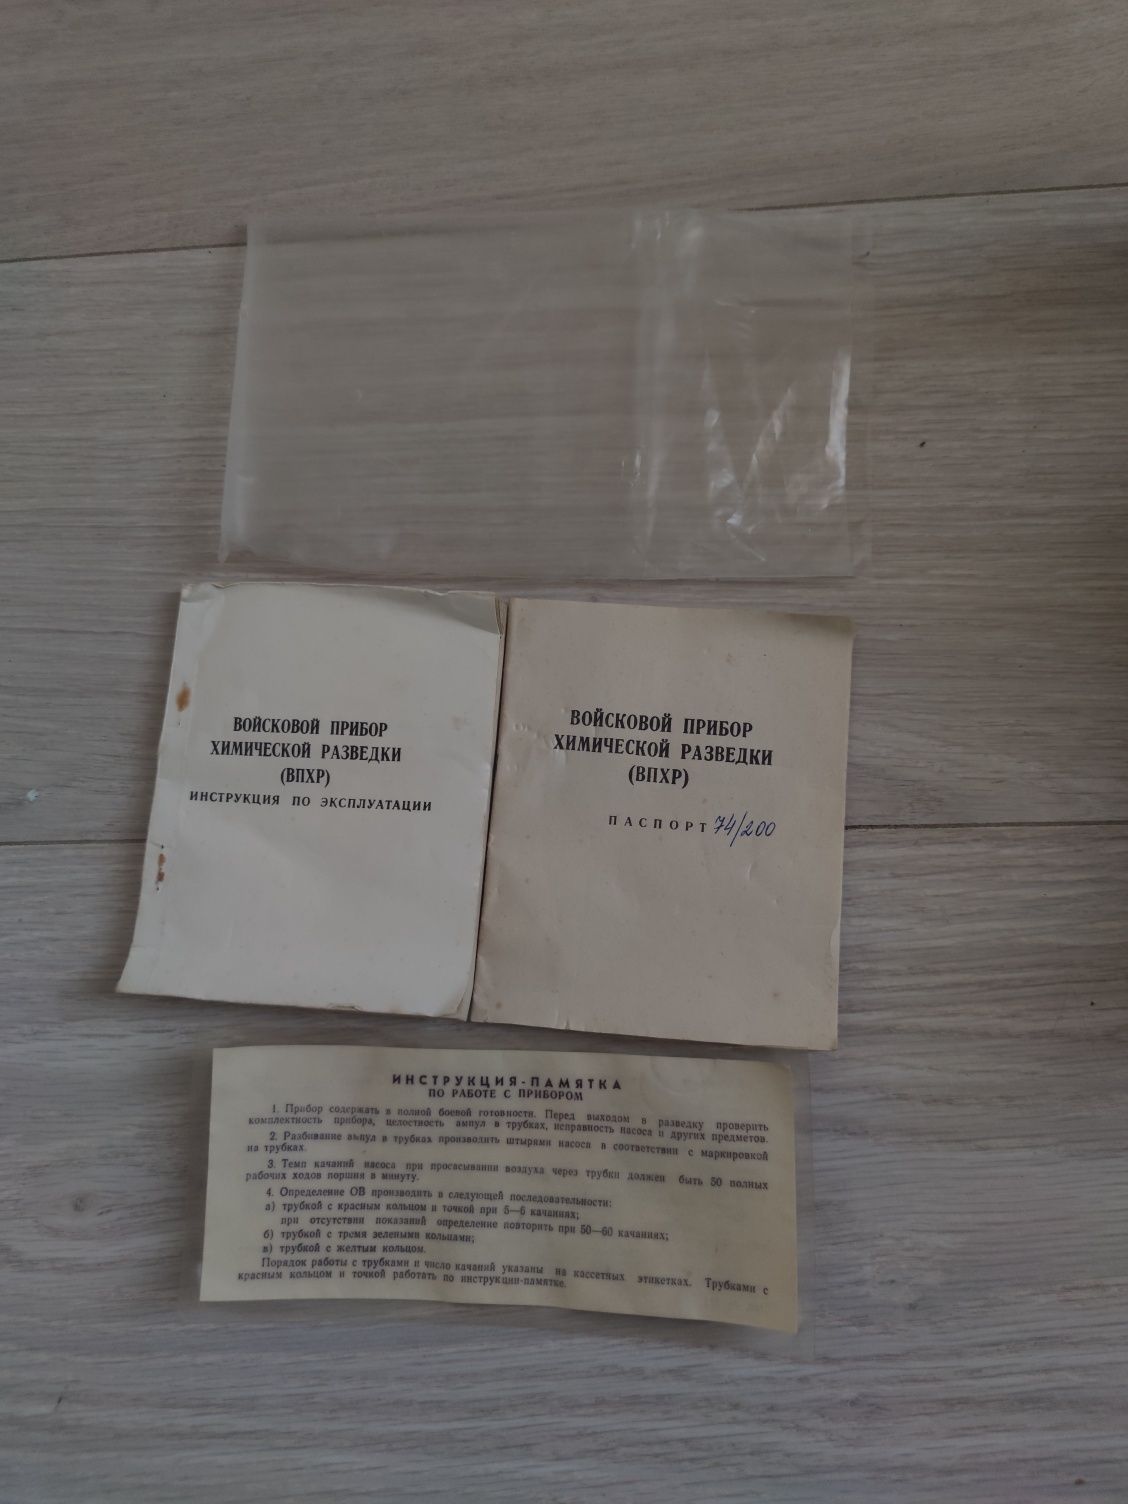 ВОЙСКОВОЙ ПРИБОР
ХИМИЧЕСКОЙ РАЗВЕДКИ
(ВПХР)
ИНСТРУКЦИЯ ПО ЭКСПЛУАТАЦИИ
ВОЙСКОВОЙ ПРИБОР
ХИМИЧЕСКОЙ РАЗВЕДКИ
(ВПХР)
ПАСПОРТ 74/200
ИНСТРУКЦИЯ-ПАМЯТКА
ПО РАБОТЕ С ПРИБОРОМ
1. Прибор содержать в полной боевой готовности. Перед выходом в разведку проверить
комплектность прибора, целостность ампул в трубках, исправность насоса и других предметов.
2. Разбивание ампул в трубках производить штырями насоса в соответствии с маркировкой
на трубках.
3. Темп качаний насоса при просасывании воздуха через трубки должен быть 50 полных
рабочих ходов поршня в минуту.
4. Определение ОВ производить в следующей последовательности:
а) трубкой с красным кольцом и точкой при 5—6 качаниях;
при отсутствии показаний определение повторить при 50—60 качаниях;
б) трубкой с тремя зелеными кольцами;
в) трубкой с желтым кольцом.
Порядок работы с трубками и число качаний указаны на кассетных этикетках. Трубками с
красным кольцом и точкой работать по инструкции-памятке.